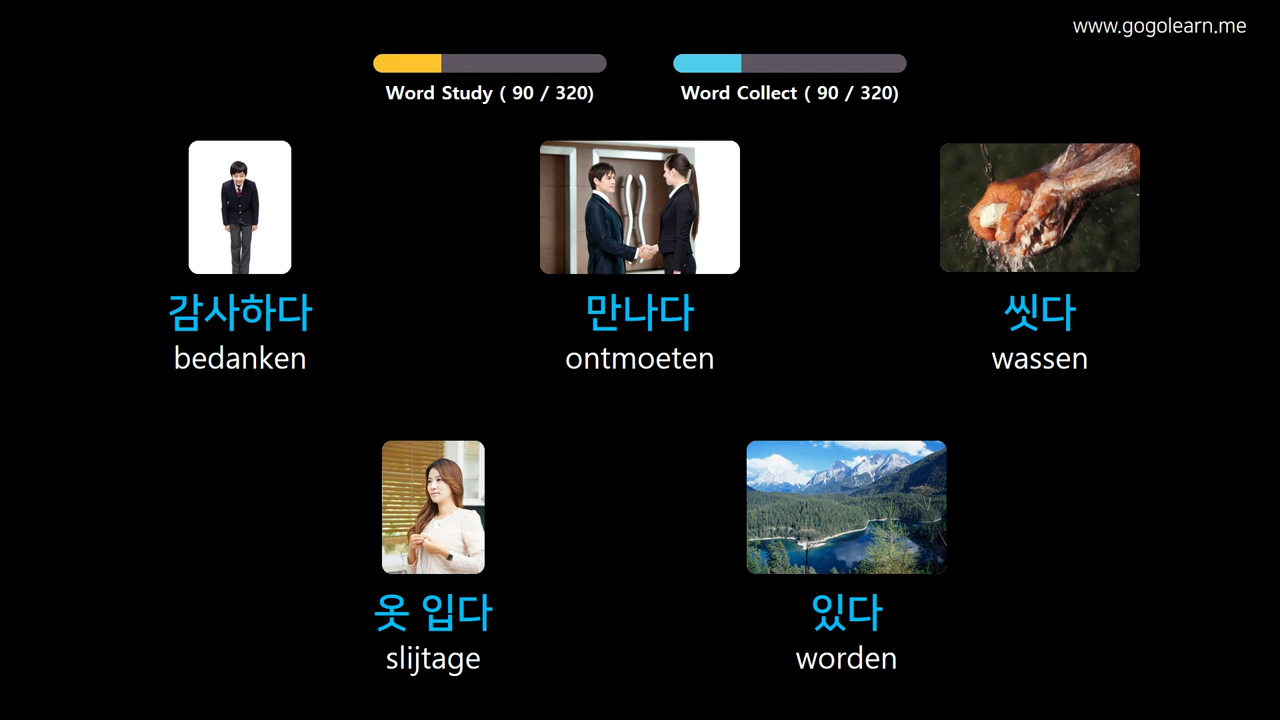 www.gogolearn.me
Word Study ( 90 / 320)
Word Collect ( 90 / 320)
감사하다
bedanken
만나다
ontmoeten
씻다
wassen
옷 입다
slijtage
있다
worden